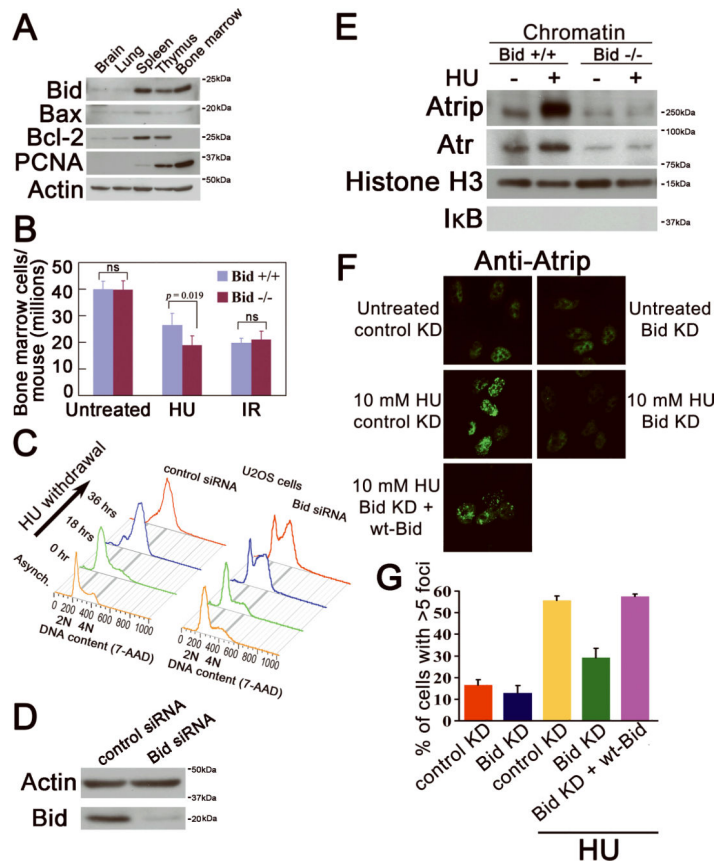 A
Brain
Lung
Spleen
Thymus
Bone marrow
Bid
-25kDa
Bax
-20kDa
Bcl-2
-25kDa
PCNA
-37kDa
-50kDa
Actin
B
Bone marrow cells/
mouse (millions)
60
50
40
30
20
10
0
ns
p = 0.019
ns
Bid +/+
Bid -/-
Untreated
HU
IR
C
HU withdrawal
control siRNA
U2OS cells
Bid siRNA
36 hrs
18 hrs
0 hr
Asynch.
0 200 400 600 800 1000
2N 4N
DNA content (7-AAD)
0 200 400 600 800 1000
2N 4N
DNA content (7-AAD)
D
control siRNA
Bid siRNA
Actin
-50kDa
-37kDa
Bid
-20kDa
E
Chromatin
Bid +/+ Bid -/-
HU - + - +
Atrip
-250kDa
-100kDa
Atr
-75kDa
Histone H3
-15kDa
IκB
-37kDa
F
Anti-Atrip
Untreated
control KD
Untreated
Bid KD
10 mM HU
control KD
10 mM HU
Bid KD
10 mM HU
Bid KD +
wt-Bid
G
% of cells with >5 foci
60
50
40
30
20
10
0
control KD
Bid KD
control KD
Bid KD
Bid KD + wt-Bid
HU